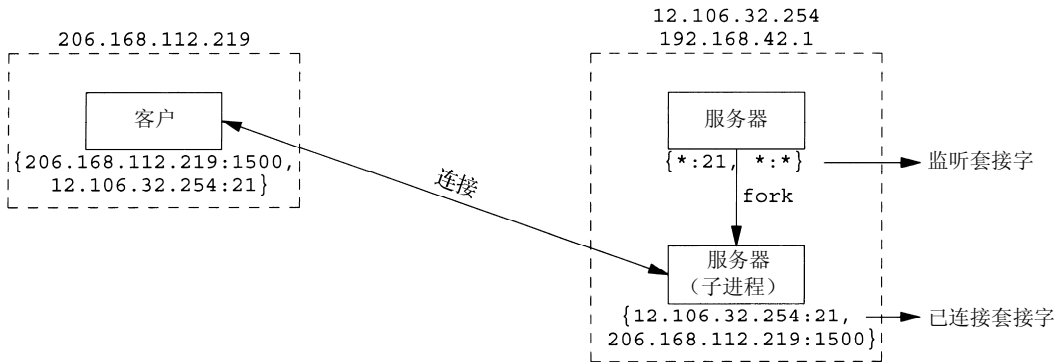 206.168.112.219
客户
{206.168.112.219:1500,
12.106.32.254:21}
连接
12.106.32.254
192.168.42.1
服务器
{*:21, *:*}
监听套接字
fork
服务器
（子进程）
{12.106.32.254:21,
206.168.112.219:1500}
已连接套接字